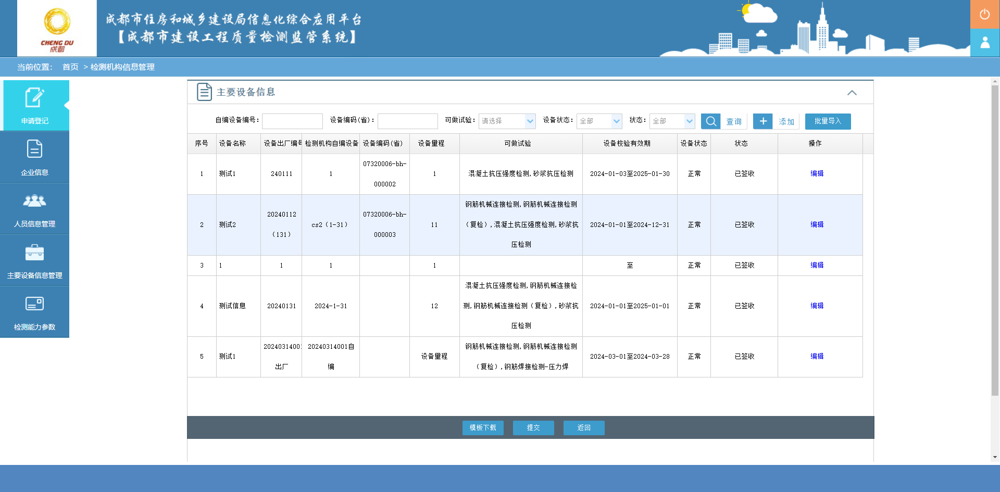 成都市住房和城乡建设局信息化综合应用平台
【成都市建设工程质量检测监管系统】
CHENG DU
成都
当前位置： 首页 > 检测机构信息管理
申请登记
企业信息
人员信息管理
主要设备信息管理
检测能力参数
主要设备信息
自编设备编号： 设备编码(省)： 可做试验： 请选择 设备状态： 全部 状态： 全部 查询 添加 批量导入
序号 设备名称 设备出厂编号 检测机构自编设备 设备编码(省) 设备量程 可做试验 设备校验有效期 设备状态 状态 操作
1 测试1 240111 1 07320006-bh-000002 1 混凝土抗压强度检测,砂浆抗压检测 2024-01-03至2025-01-30 正常 已签收 编辑
2 测试2 20240112（131） cs2（1-31） 07320006-bh-000003 11 钢筋机械连接检测,钢筋机械连接检测（复检）,混凝土抗压强度检测,砂浆抗压检测 2024-01-01至2024-12-31 正常 已签收 编辑
3 1 1 1 1 至 正常 已签收 编辑
4 测试信息 20240131 2024-1-31 12 混凝土抗压强度检测,钢筋机械连接检测,钢筋机械连接检测（复检）,砂浆抗压检测 2024-01-01至2025-01-01 正常 已签收 编辑
5 测试1 20240314001出厂 20240314001自编 设备量程 钢筋机械连接检测,钢筋机械连接检测（复检）,钢筋焊接检测-压力焊 2024-03-01至2024-03-28 正常 已签收 编辑
模板下载 提交 返回